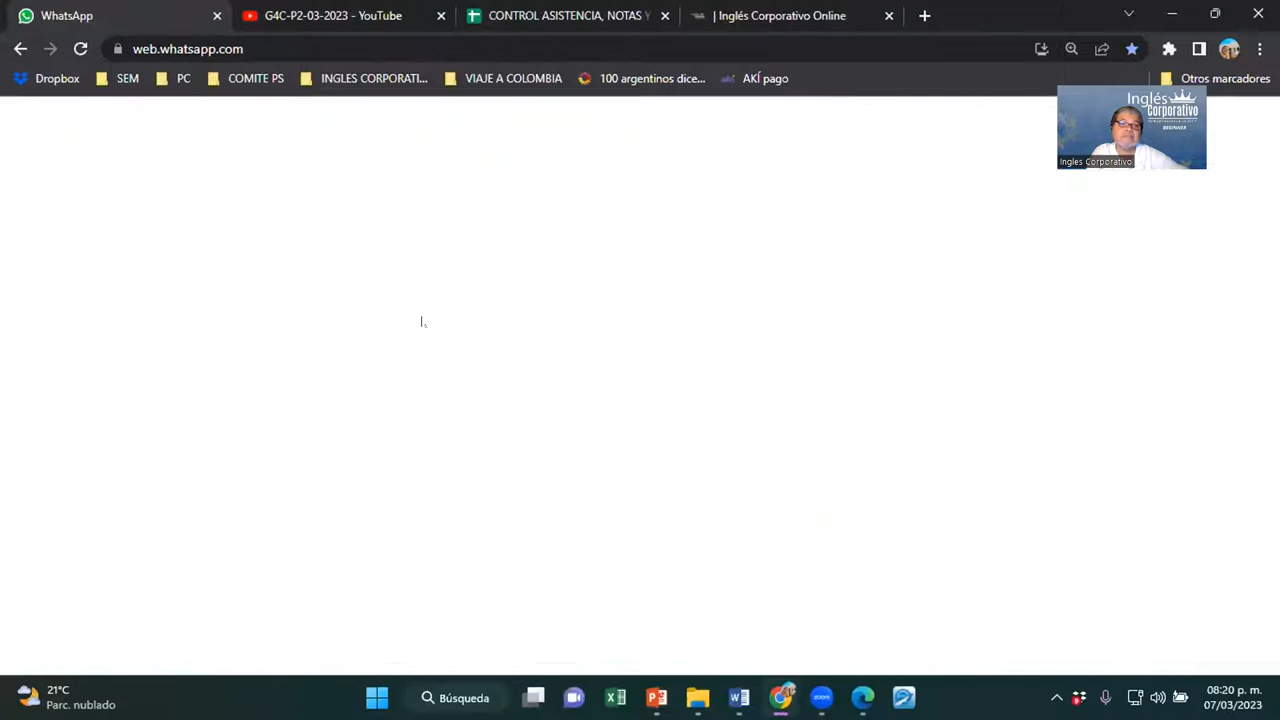 WhatsApp
G4C-P2-03-2023 - YouTube
CONTROL ASISTENCIA, NOTAS Y
| Inglés Corporativo Online
web.whatsapp.com
Dropbox
SEM
PC
COMITE PS
INGLES CORPORATI...
VIAJE A COLOMBIA
100 argentinos dice...
AKÍ pago
Otros marcadores
Inglés
Corporativo
BEGINNER
Ingles Corporativo
21°C
Parc. nublado
Búsqueda
08:20 p. m.
07/03/2023